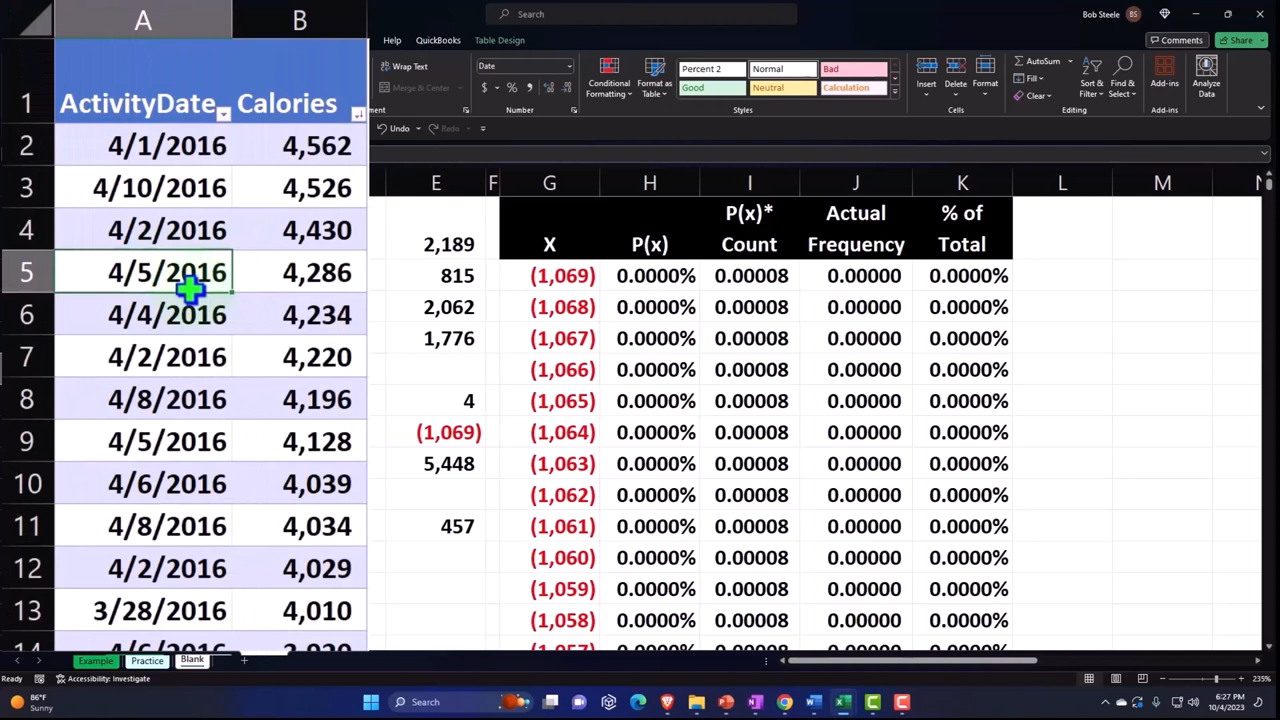 A B
1 ActivityDate Calories
2 4/1/2016 4,562
3 4/10/2016 4,526
4 4/2/2016 4,430
5 4/5/2016 4,286
6 4/4/2016 4,234
7 4/2/2016 4,220
8 4/8/2016 4,196
9 4/5/2016 4,128
10 4/6/2016 4,039
11 4/8/2016 4,034
12 4/2/2016 4,029
13 3/28/2016 4,010
14 4/6/2016 3,920
Search
Bob Steele BS
Help QuickBooks Table Design
Comments Share
Wrap Text
Merge & Center
Date
$ % 
Number
Conditional Formatting
Format as Table
Percent 2 Normal Bad
Good Neutral Calculation
Styles
Insert Delete Format
Cells
AutoSum
Fill
Clear
Sort & Filter
Find & Select
Editing
Add-ins
Add-ins
Analyze Data
Undo Redo
E F G H I J K L M N
X P(x) P(x)* Count Actual Frequency % of Total
2,189
815 (1,069) 0.0000% 0.00008 0.00000 0.0000%
2,062 (1,068) 0.0000% 0.00008 0.00000 0.0000%
1,776 (1,067) 0.0000% 0.00008 0.00000 0.0000%
(1,066) 0.0000% 0.00008 0.00000 0.0000%
4 (1,065) 0.0000% 0.00008 0.00000 0.0000%
(1,069) (1,064) 0.0000% 0.00008 0.00000 0.0000%
5,448 (1,063) 0.0000% 0.00008 0.00000 0.0000%
(1,062) 0.0000% 0.00008 0.00000 0.0000%
457 (1,061) 0.0000% 0.00008 0.00000 0.0000%
(1,060) 0.0000% 0.00008 0.00000 0.0000%
(1,059) 0.0000% 0.00008 0.00000 0.0000%
(1,058) 0.0000% 0.00008 0.00000 0.0000%
Example Practice Blank
Ready Accessibility: Investigate
235%
86°F
Sunny
Search
6:27 PM
10/4/2023